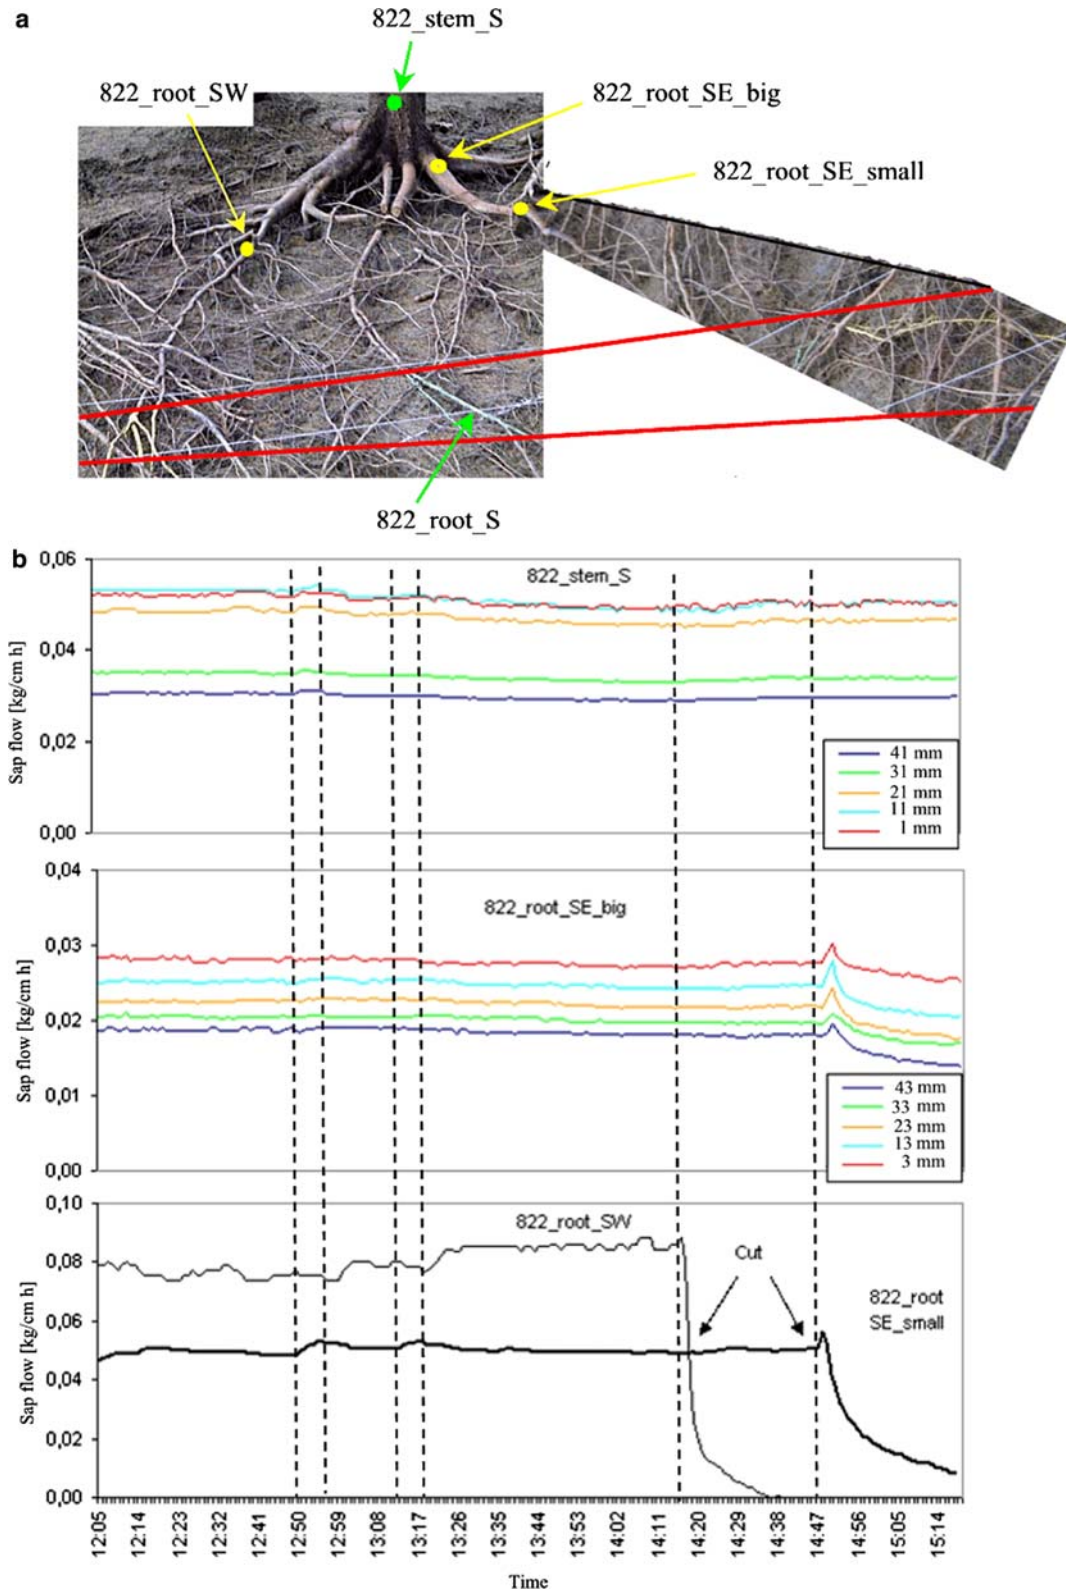 a
822_stem_S
822_root_SW
822_root_SE_big
822_root_SE_small
822_root_S
b
Sap flow [kg/cm h]
0,06
0,04
0,02
0,00
822_stem_S
41 mm
31 mm
21 mm
11 mm
1 mm
Sap flow [kg/cm h]
0,04
0,03
0,02
0,01
0,00
822_root_SE_big
43 mm
33 mm
23 mm
13 mm
3 mm
Sap flow [kg/cm h]
0,10
0,08
0,06
0,04
0,02
0,00
822_root_SW
Cut
822_root
SE_small
12:05 12:14 12:23 12:32 12:41 12:50 12:59 13:08 13:17 13:26 13:35 13:44 13:53 14:02 14:11 14:20 14:29 14:38 14:47 14:56 15:05 15:14
Time